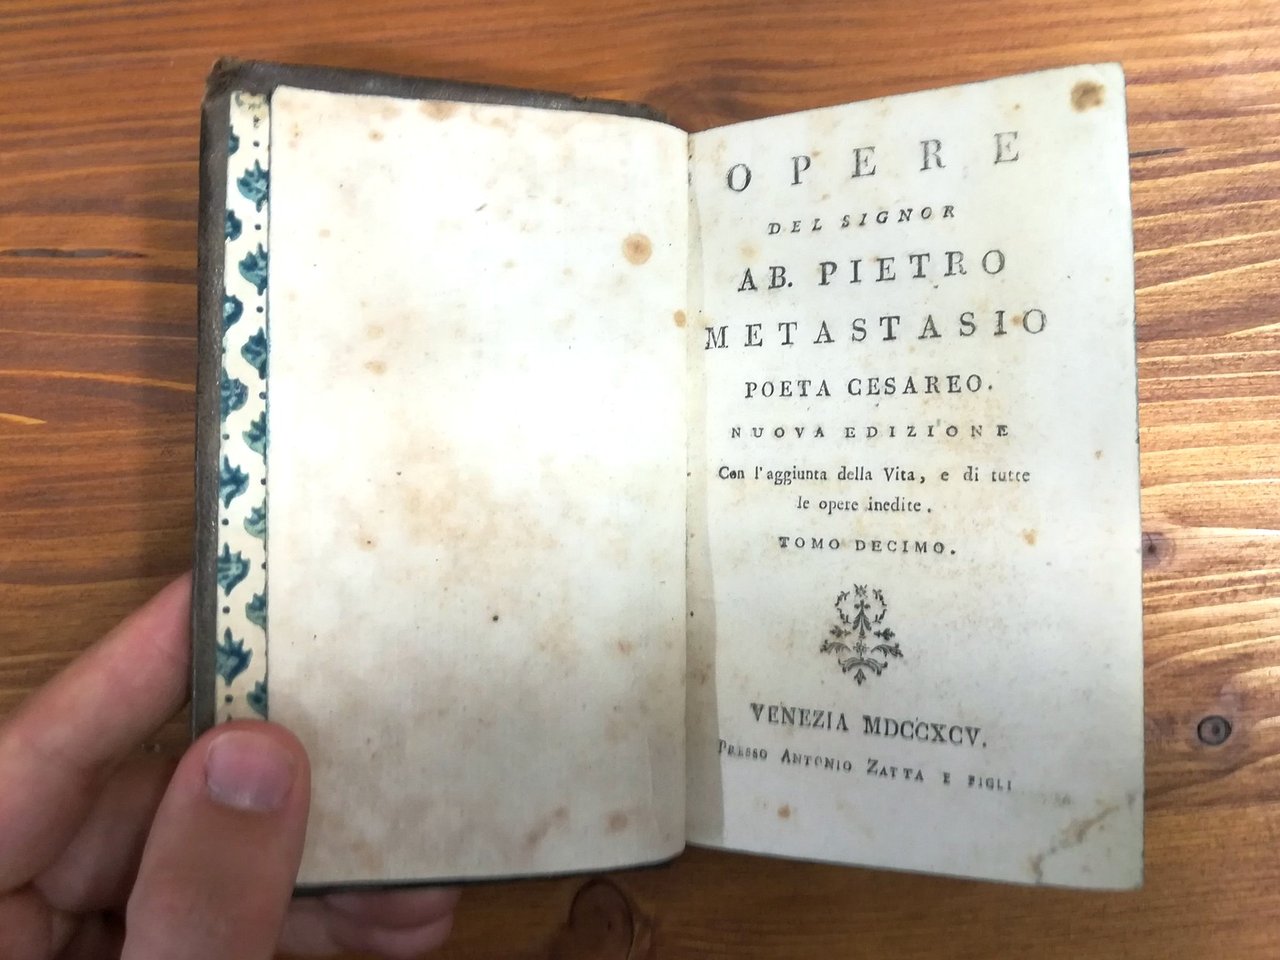 OPERE
DEL SIGNOR
AB. PIETRO
METASTASIO
POETA CESAREO.
NUOVA EDIZIONE
Con l'aggiunta della Vita, e di tutte
le opere inedite.
TOMO DECIMO.
VENEZIA MDCCXCV.
PRESSO ANTONIO ZATTA E FIGLI